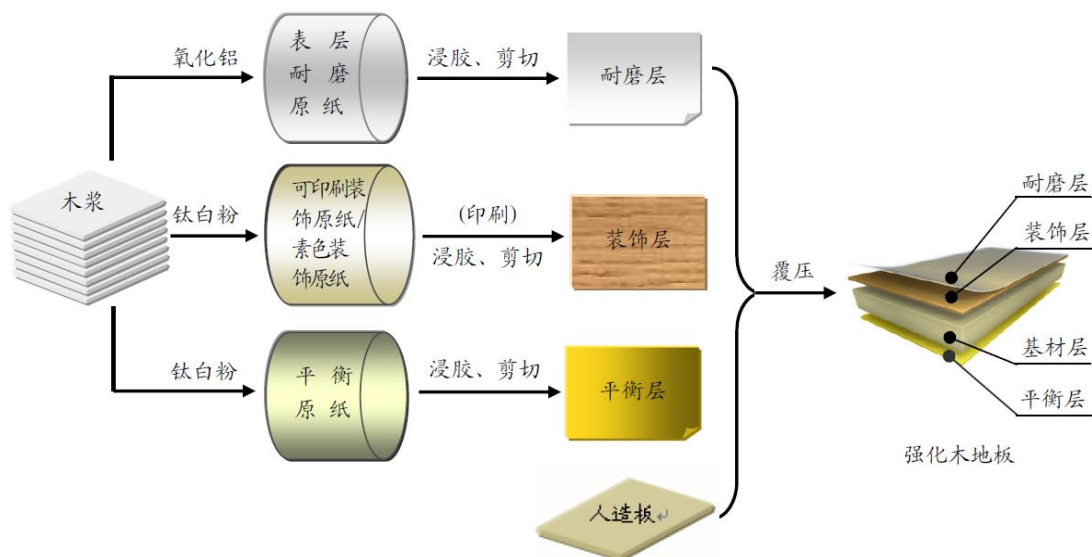 氧化铝
表 层
耐 磨
原 纸
浸胶、剪切
耐磨层
木浆
钛白粉
可印刷装
饰原纸/
素色装
饰原纸
(印刷)
浸胶、剪切
装饰层
钛白粉
平 衡
原 纸
浸胶、剪切
平衡层
人造板↵
覆压
耐磨层
装饰层
基材层
平衡层
强化木地板